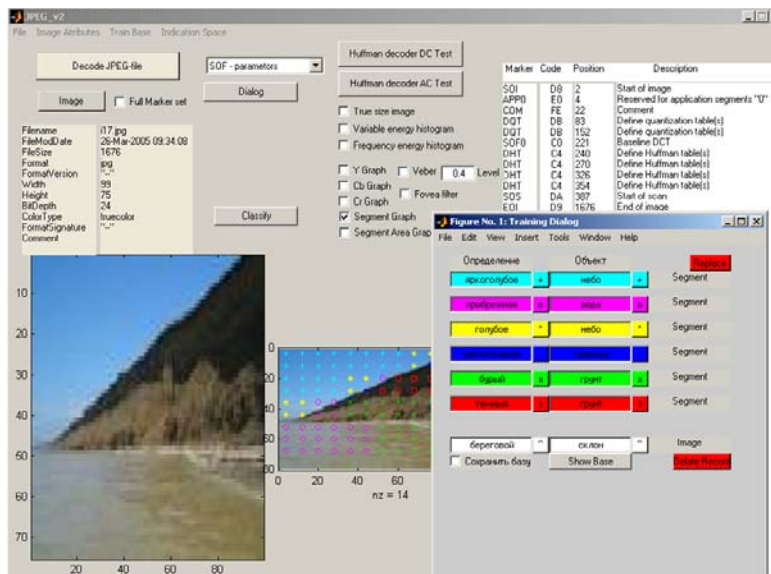 JPEG_v2
File Image Atributes Train Base Indication Space
Decode JPEG-file
SOF - parametors
Huffman decoder DC Test
Huffman decoder AC Test
Image
Full Marker set
Dialog
True size image
Variable energy histogram
Frequency energy histogram
Y Graph
Veber
0.4
Level
Cb Graph
Cr Graph
Fovea filter
Segment Graph
Segment Area Grap
Classify
Marker Code Position Description
SOI D8 2 Start of image
APP0 E0 4 Reserved for application segments "0"
COM FE 22 Comment
DQT DB 83 Define quantization table(s)
DQT DB 152 Define quantization table(s)
SOF0 C0 221 Baseline DCT
DHT C4 240 Define Huffman table(s)
DHT C4 270 Define Huffman table(s)
DHT C4 326 Define Huffman table(s)
DHT C4 354 Define Huffman table(s)
SOS DA 387 Start of scan
EOI D9 1676 End of image
Filename i17.jpg
FileModDate 26-Mar-2005 09:34:08
FileSize 1676
Format jpg
FormatVersion "-"
Width 99
Height 75
BitDepth 24
ColorType truecolor
FormatSignature "-"
Comment
10
20
30
40
50
60
70
20 40 60 80
0
20
40
60
80
0 20 40 60
nz = 14
Figure No. 1: Training Dialog
File Edit View Insert Tools Window Help
Определение Объект Replace
яркоголубое + небо + Segment
прибрежная o вода o Segment
голубое * небо * Segment
Segment
бурый x грунт x Segment
темный грунт Segment
береговой ^ склон ^ Image
Сохранить базу Show Base Delete Record